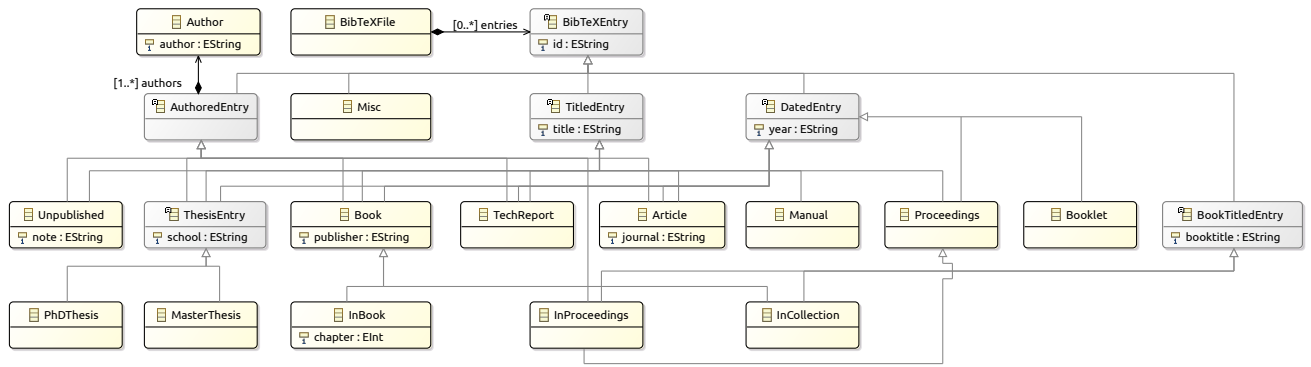 Author
author : EString
BibTeXFile
[0..*] entries
BibTeXEntry
id : EString
[1..*] authors
AuthoredEntry
Misc
TitledEntry
title : EString
DatedEntry
year : EString
Unpublished
note : EString
ThesisEntry
school : EString
Book
publisher : EString
TechReport
Article
journal : EString
Manual
Proceedings
Booklet
BookTitledEntry
booktitle : EString
PhDThesis
MasterThesis
InBook
chapter : EInt
InProceedings
InCollection